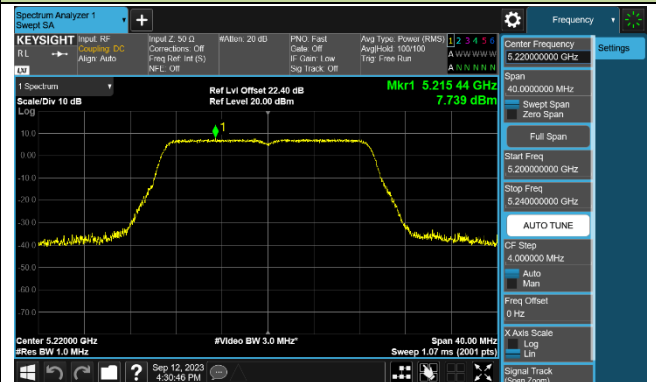 Spectrum Analyzer 1
Swept SA
Frequency
KEYSIGHT
RL
LXI
Input: RF
Coupling: DC
Align: Auto
Input Z: 50 Ω
Corrections: Off
Freq Ref: Int (S)
NFE: Off
#Atten: 20 dB
PNO: Fast
Gate: Off
IF Gain: Low
Sig Track: Off
Avg Type: Power (RMS)
Avg|Hold: 100/100
Trig: Free Run
1 2 3 4 5 6
A W W W W W
A N N N N N
1 Spectrum
Scale/Div 10 dB
Log
Ref Lvl Offset 22.40 dB
Ref Level 20.00 dBm
Mkr1 5.215 44 GHz
7.739 dBm
1
10.0
0.00
-10.0
-20.0
-30.0
-40.0
-50.0
-60.0
-70.0
Center 5.22000 GHz
#Res BW 1.0 MHz
#Video BW 3.0 MHz*
Span 40.00 MHz
Sweep 1.07 ms (2001 pts)
Sep 12, 2023
4:30:46 PM
Center Frequency
5.220000000 GHz
Settings
Span
40.0000000 MHz
Swept Span
Zero Span
Full Span
Start Freq
5.200000000 GHz
Stop Freq
5.240000000 GHz
AUTO TUNE
CF Step
4.000000 MHz
Auto
Man
Freq Offset
0 Hz
X Axis Scale
Log
Lin
Signal Track
(Span Zoom)